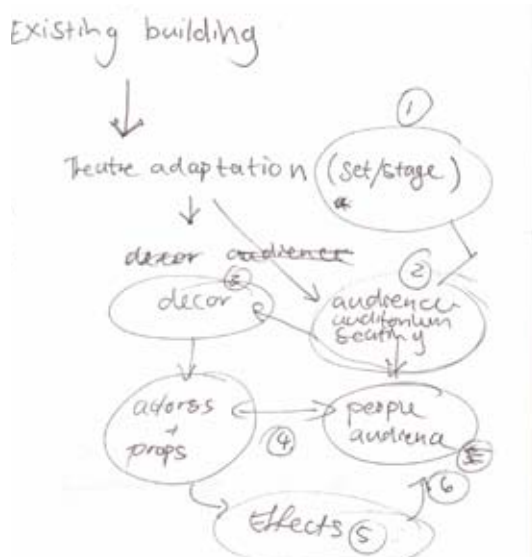 Existing building
①
Theatre adaptation (set/stage)
decor audience
②
③
decor
audience
auditorium
seating
actors
+
props
④
people
audience
⑥
Effects ⑤